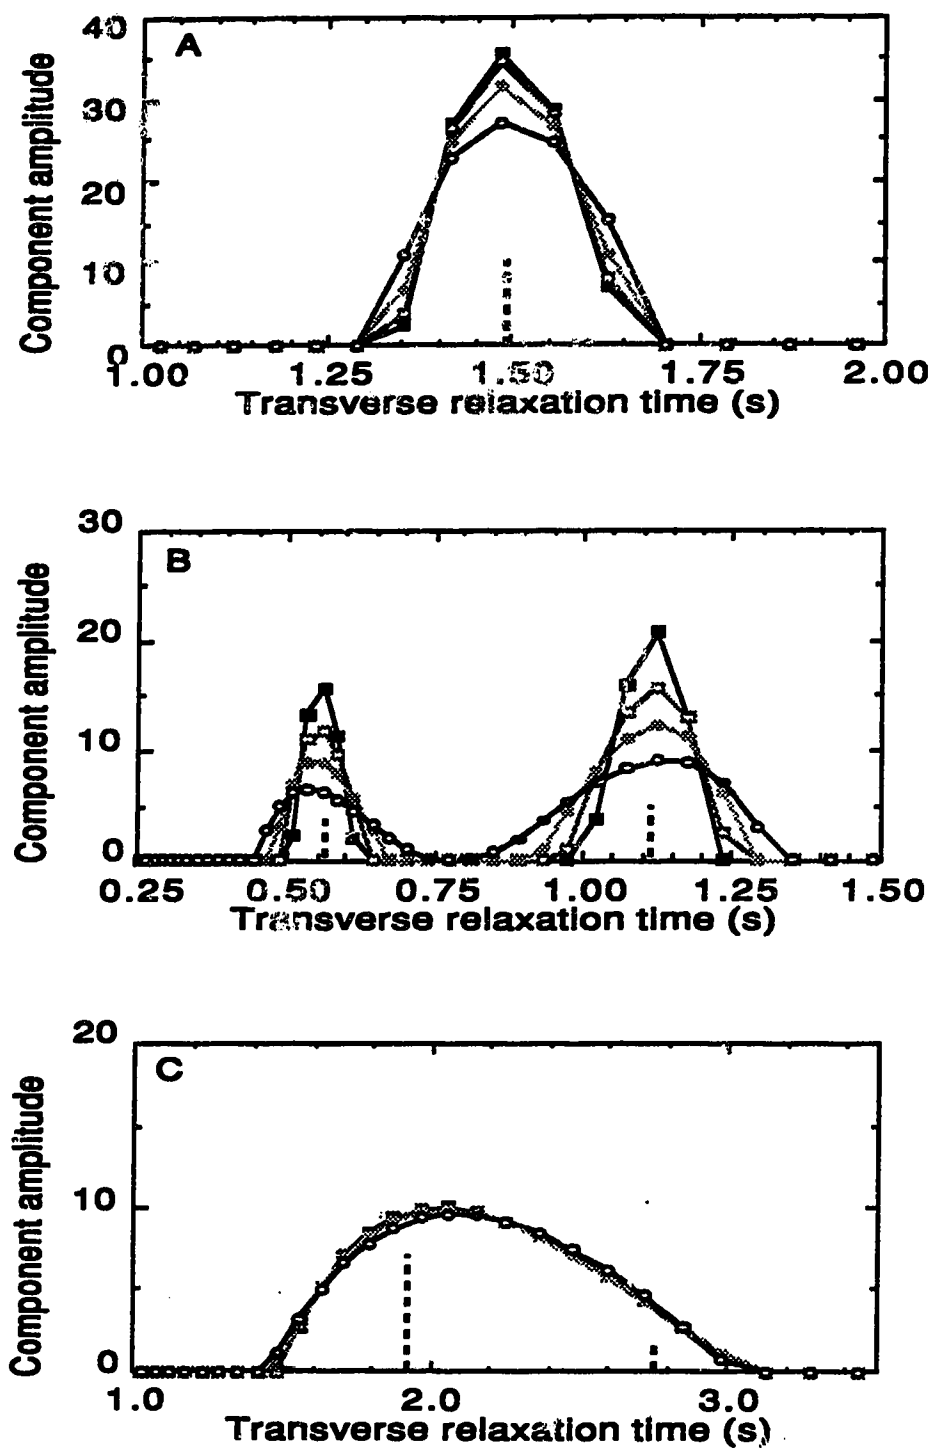 A
Component amplitude
40
30
20
10
0
1.00 1.25 1.50 1.75 2.00
Transverse relaxation time (s)
B
Component amplitude
30
20
10
0
0.25 0.50 0.75 1.00 1.25 1.50
Transverse relaxation time (s)
C
Component amplitude
20
10
0
1.0 2.0 3.0
Transverse relaxation time (s)